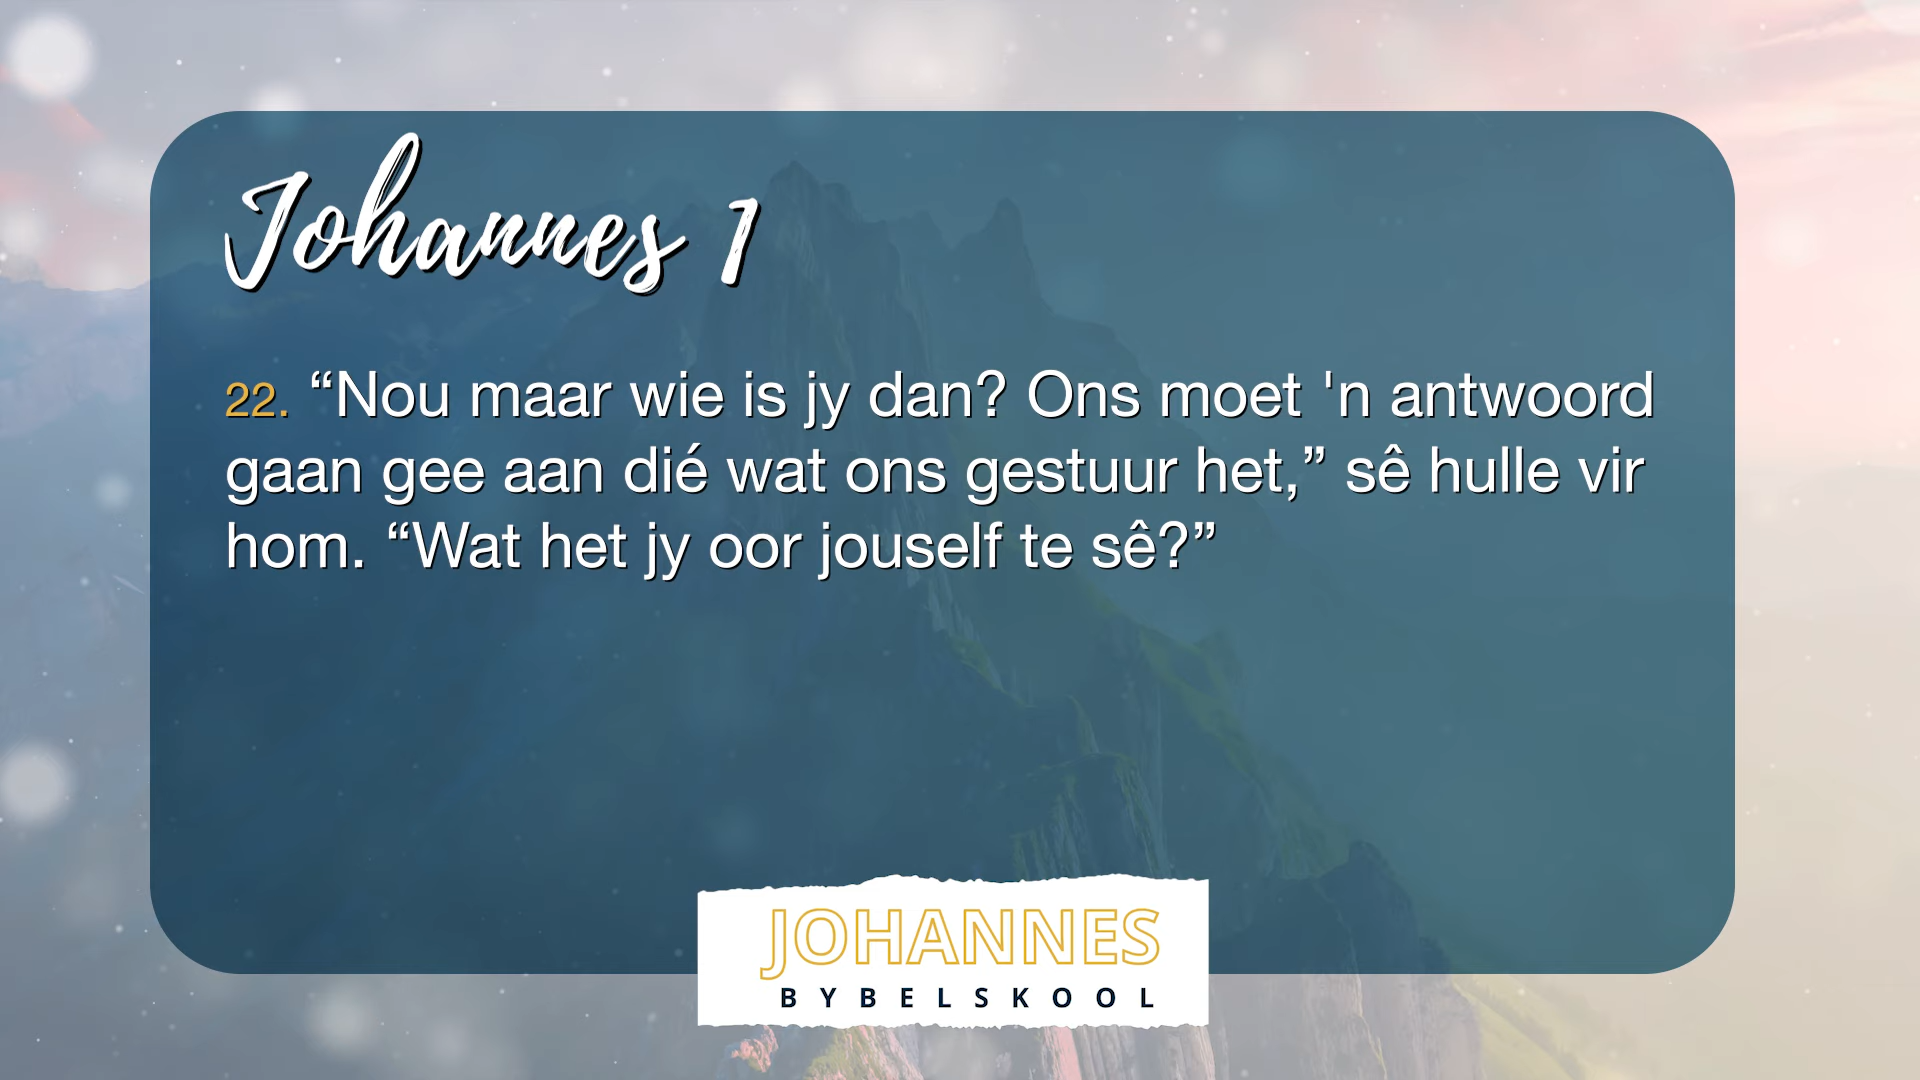 Johannes 1
22. “Nou maar wie is jy dan? Ons moet 'n antwoord
gaan gee aan dié wat ons gestuur het,” sê hulle vir
hom. “Wat het jy oor jouself te sê?”
JOHANNES
BYBELSKOOL